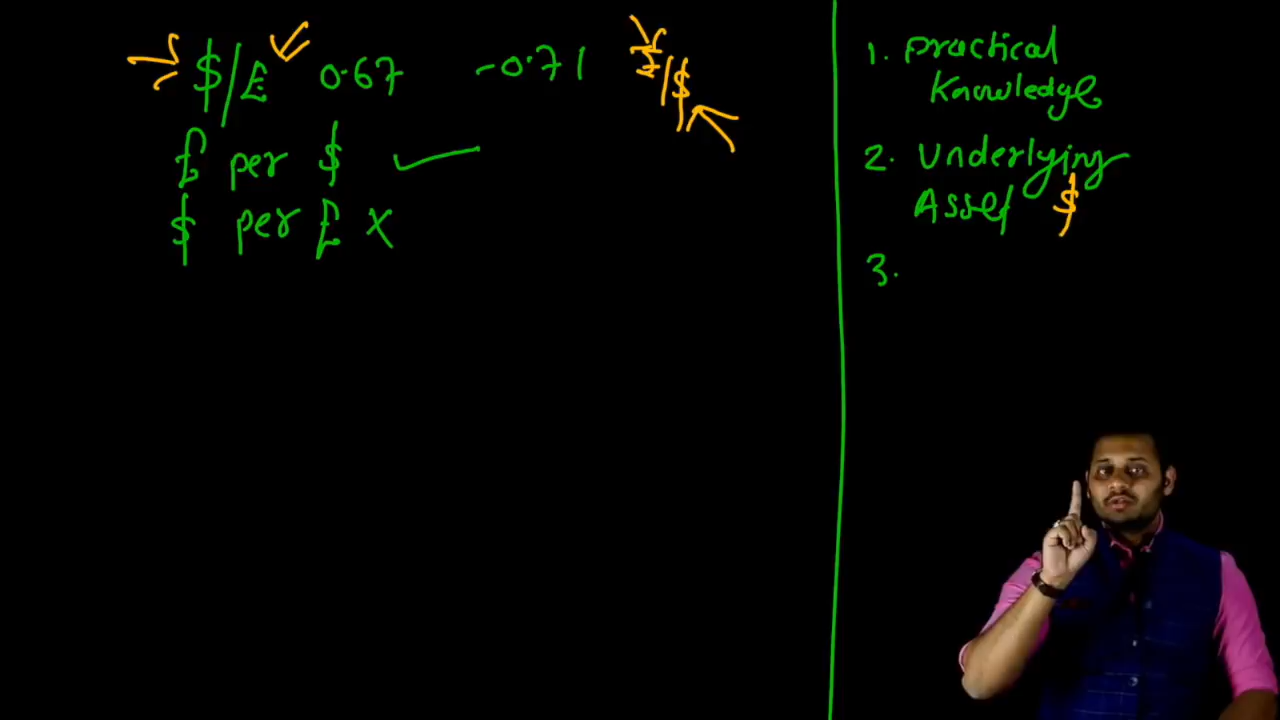 $/£ 0.67 -0.71 £/$
£ per $ ✓
$ per £ X
1. Practical
Knowledge
2. Underlying
Asset $
3.